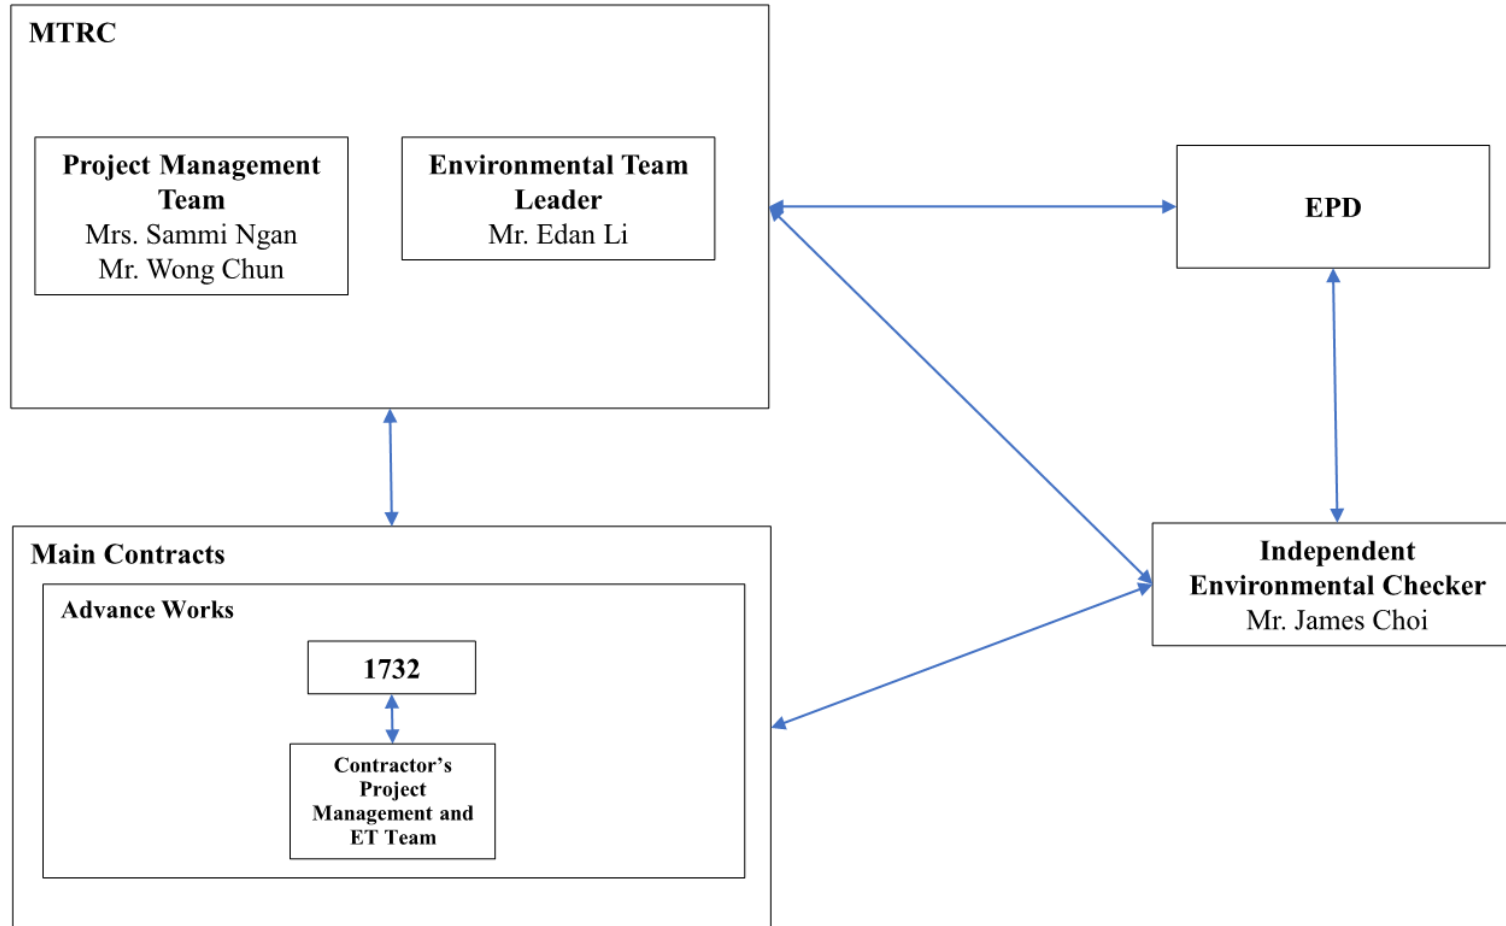 MTRC
Project Management
Team
Mrs. Sammi Ngan
Mr. Wong Chun
Environmental Team
Leader
Mr. Edan Li
EPD
Independent
Environmental Checker
Mr. James Choi
Main Contracts
Advance Works
1732
Contractor’s
Project
Management and
ET Team